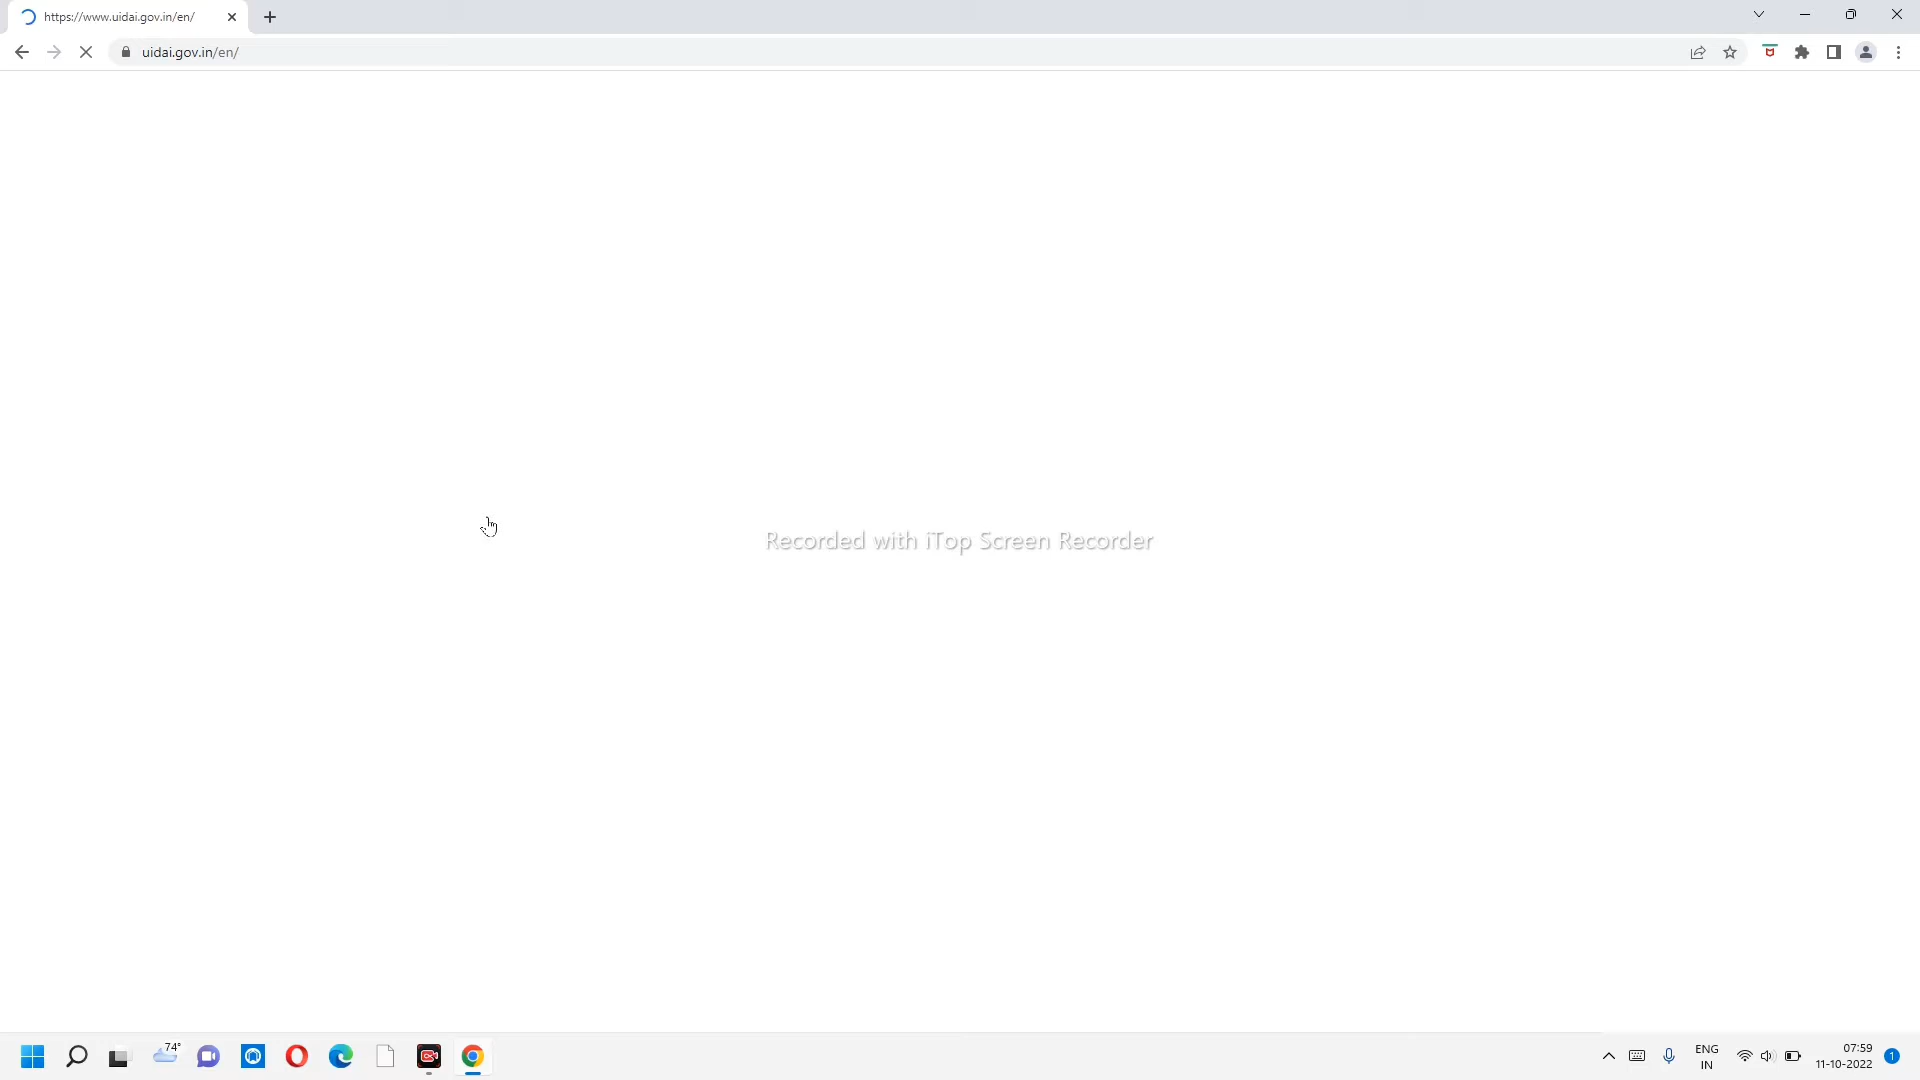 https://www.uidai.gov.in/en/
uidai.gov.in/en/
Recorded with iTop Screen Recorder
74°
ENG
IN
07:59
11-10-2022
1